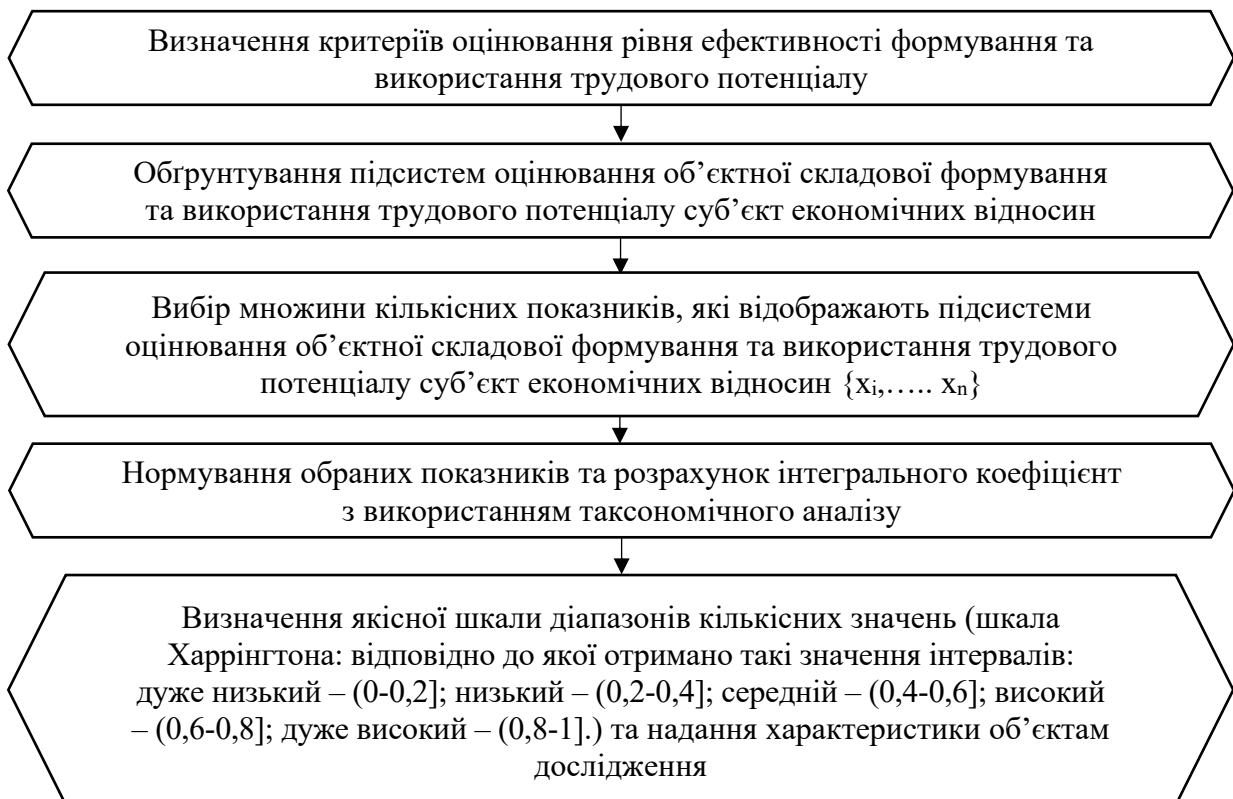 Визначення критеріїв оцінювання рівня ефективності формування та
використання трудового потенціалу
Обґрунтування підсистем оцінювання об’єктної складової формування
та використання трудового потенціалу суб’єкт економічних відносин
Вибір множини кількісних показників, які відображають підсистеми
оцінювання об’єктної складової формування та використання трудового
потенціалу суб’єкт економічних відносин {xᵢ,….. xₙ}
Нормування обраних показників та розрахунок інтегрального коефіцієнт
з використанням таксономічного аналізу
Визначення якісної шкали діапазонів кількісних значень (шкала
Харрінгтона: відповідно до якої отримано такі значення інтервалів:
дуже низький – (0-0,2]; низький – (0,2-0,4]; середній – (0,4-0,6]; високий
– (0,6-0,8]; дуже високий – (0,8-1].) та надання характеристики об’єктам
дослідження